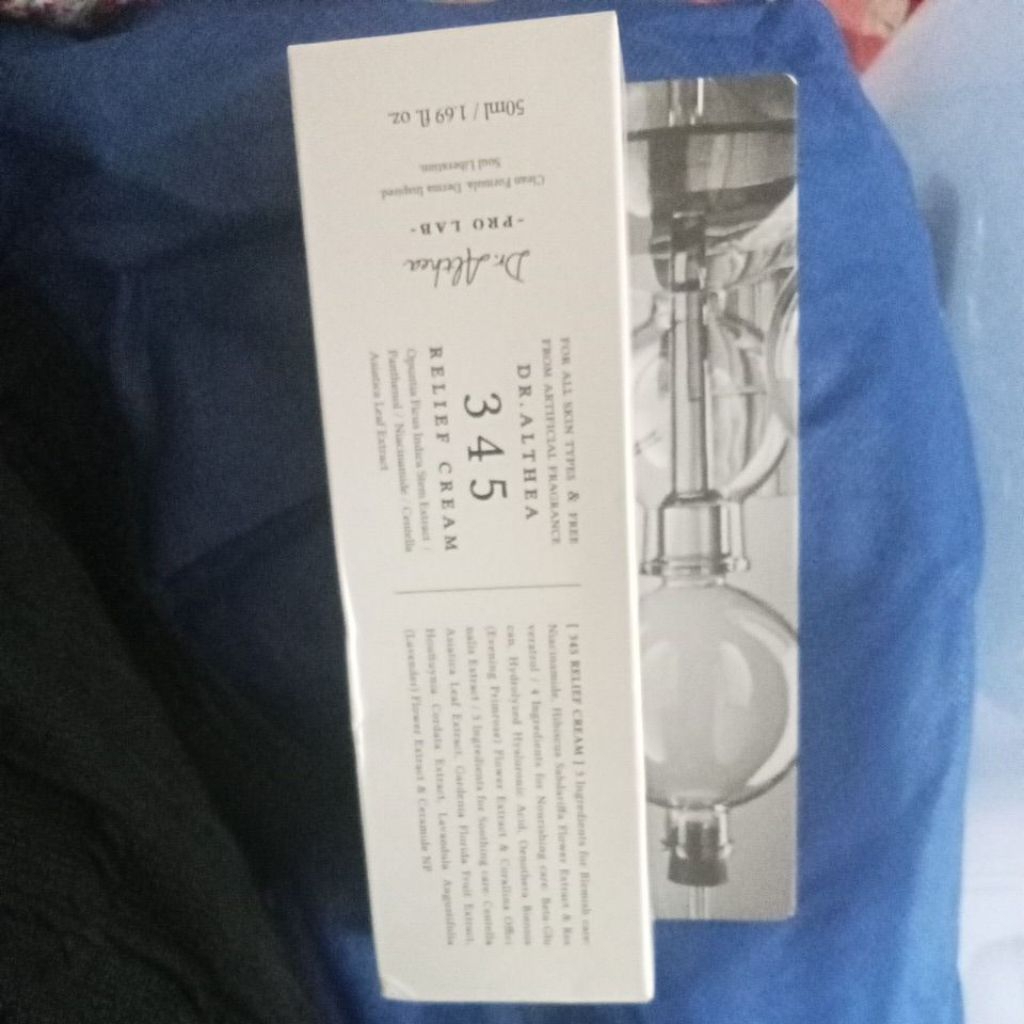 50ml / 1.69 fl. oz.
Clean Formula. Derma Inspired.
Soul Liberation.
-PRO LAB-
Dr.Althea
FOR ALL SKIN TYPES & FREE
FROM ARTIFICIAL FRAGRANCE
DR.ALTHEA
345
RELIEF CREAM
Opuntia Ficus Indica Stem Extract /
Panthenol / Niacinamide / Centella
Asiatica Leaf Extract
[ 345 RELIEF CREAM ] 3 Ingredients for Blemish care:
Niacinamide, Hibiscus Sabdariffa Flower Extract & Res
veratrol / 4 Ingredients for Nourishing care: Beta-Glu
can, Hydrolyzed Hyaluronic Acid, Oenothera Biennis
(Evening Primrose) Flower Extract & Corallina Offici
nalis Extract / 5 Ingredients for Soothing care: Centella
Asiatica Leaf Extract, Gardenia Florida Fruit Extract,
Houttuynia Cordata Extract, Lavandula Angustifolia
(Lavender) Flower Extract & Ceramide NP